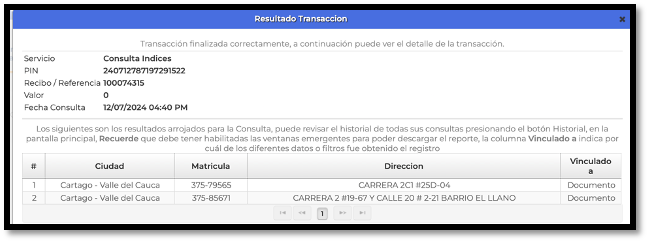 Resultado Transaccion
Transacción finalizada correctamente, a continuación puede ver el detalle de la transacción.
Servicio Consulta Indices
PIN 240712787197291522
Recibo / Referencia 100074315
Valor 0
Fecha Consulta 12/07/2024 04:40 PM
Los siguientes son los resultados arrojados para la Consulta, puede revisar el historial de todas sus consultas presionando el botón Historial, en la
pantalla principal, Recuerde que debe tener habilitadas las ventanas emergentes para poder descargar el reporte, la columna Vinculado a indica por
cuál de los diferentes datos o filtros fue obtenido el registro
# Ciudad Matricula Direccion Vinculado a
1 Cartago - Valle del Cauca 375-79565 CARRERA 2C1 #25D-04 Documento
2 Cartago - Valle del Cauca 375-85671 CARRERA 2 #19-67 Y CALLE 20 # 2-21 BARRIO EL LLANO Documento
1